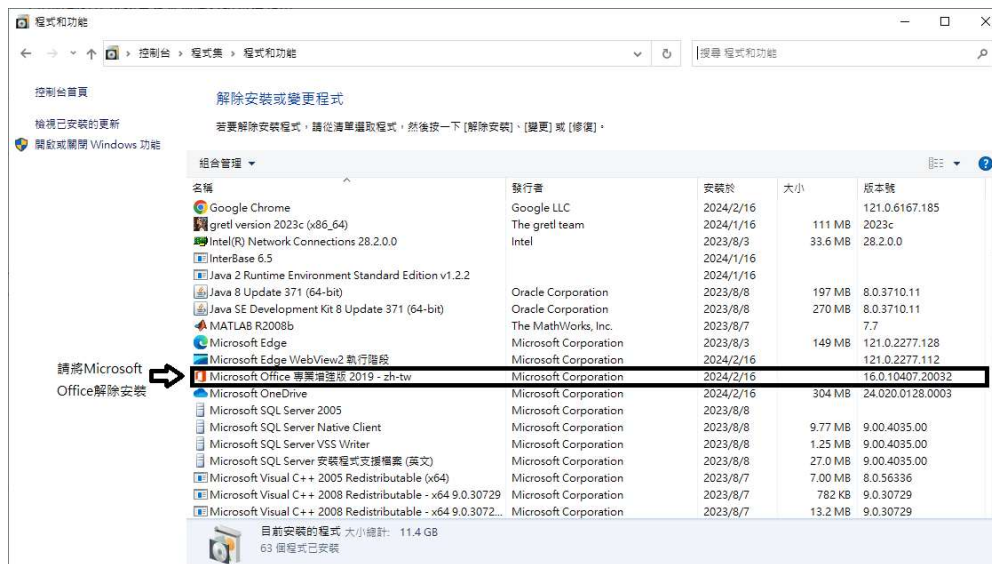 程式和功能
控制台 › 程式集 › 程式和功能
搜尋 程式和功能
控制台首頁
檢視已安裝的更新
開啟或關閉 Windows 功能
解除安裝或變更程式
若要解除安裝程式，請從清單選取程式，然後按一下 [解除安裝]、[變更] 或 [修復]。
組合管理
名稱 發行者 安裝於 大小 版本號
Google Chrome Google LLC 2024/2/16 121.0.6167.185
gretl version 2023c (x86_64) The gretl team 2024/1/16 111 MB 2023c
Intel(R) Network Connections 28.2.0.0 Intel 2023/8/3 33.6 MB 28.2.0.0
InterBase 6.5 2024/1/16
Java 2 Runtime Environment Standard Edition v1.2.2 2024/1/16
Java 8 Update 371 (64-bit) Oracle Corporation 2023/8/8 197 MB 8.0.3710.11
Java SE Development Kit 8 Update 371 (64-bit) Oracle Corporation 2023/8/8 270 MB 8.0.3710.11
MATLAB R2008b The MathWorks, Inc. 2023/8/7 7.7
Microsoft Edge Microsoft Corporation 2023/8/3 149 MB 121.0.2277.128
Microsoft Edge WebView2 執行階段 Microsoft Corporation 2024/2/16 121.0.2277.112
請將Microsoft
Office解除安裝
Microsoft Office 專業增強版 2019 - zh-tw Microsoft Corporation 2024/2/16 16.0.10407.20032
Microsoft OneDrive Microsoft Corporation 2024/2/16 304 MB 24.020.0128.0003
Microsoft SQL Server 2005 Microsoft Corporation 2023/8/8
Microsoft SQL Server Native Client Microsoft Corporation 2023/8/8 9.77 MB 9.00.4035.00
Microsoft SQL Server VSS Writer Microsoft Corporation 2023/8/8 1.25 MB 9.00.4035.00
Microsoft SQL Server 安裝程式支援檔案 (英文) Microsoft Corporation 2023/8/8 27.0 MB 9.00.4035.00
Microsoft Visual C++ 2005 Redistributable (x64) Microsoft Corporation 2023/8/7 7.00 MB 8.0.56336
Microsoft Visual C++ 2008 Redistributable - x64 9.0.30729 Microsoft Corporation 2023/8/7 782 KB 9.0.30729
Microsoft Visual C++ 2008 Redistributable - x64 9.0.3072... Microsoft Corporation 2023/8/7 13.2 MB 9.0.30729
目前安裝的程式 大小總計: 11.4 GB
63 個程式已安裝